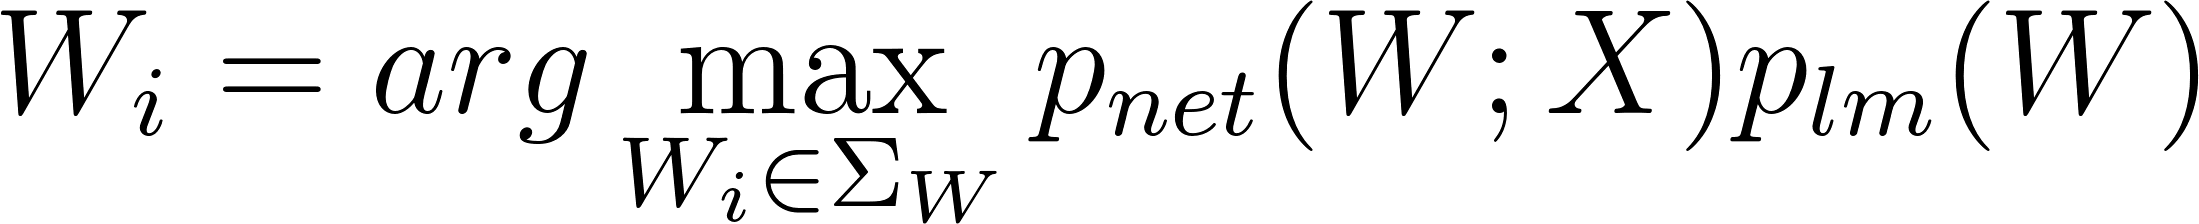 $W_i = arg \max_{W_i \in \Sigma_W} p_{net}(W; X) p_{lm}(W)$